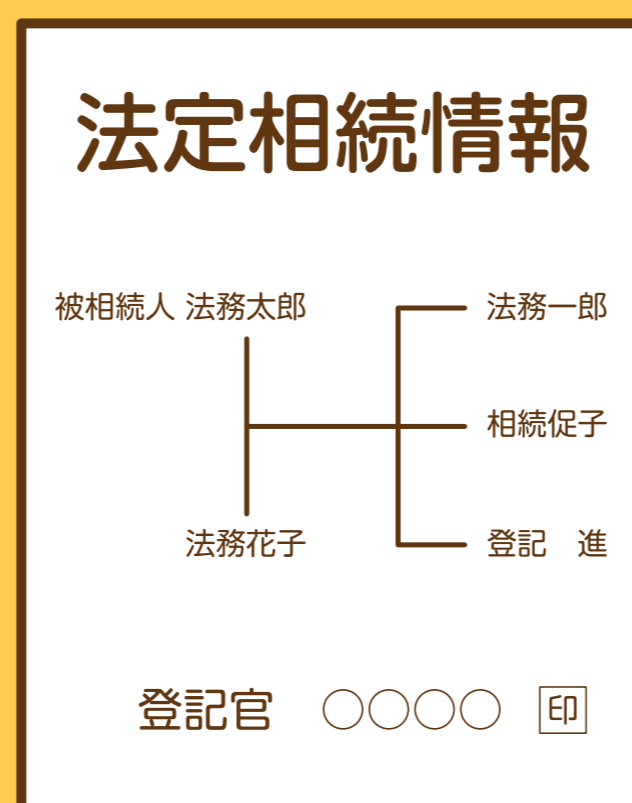 法定相続情報
被相続人 法務太郎
法務一郎
相続促子
法務花子
登記　進
登記官　○○○○　印